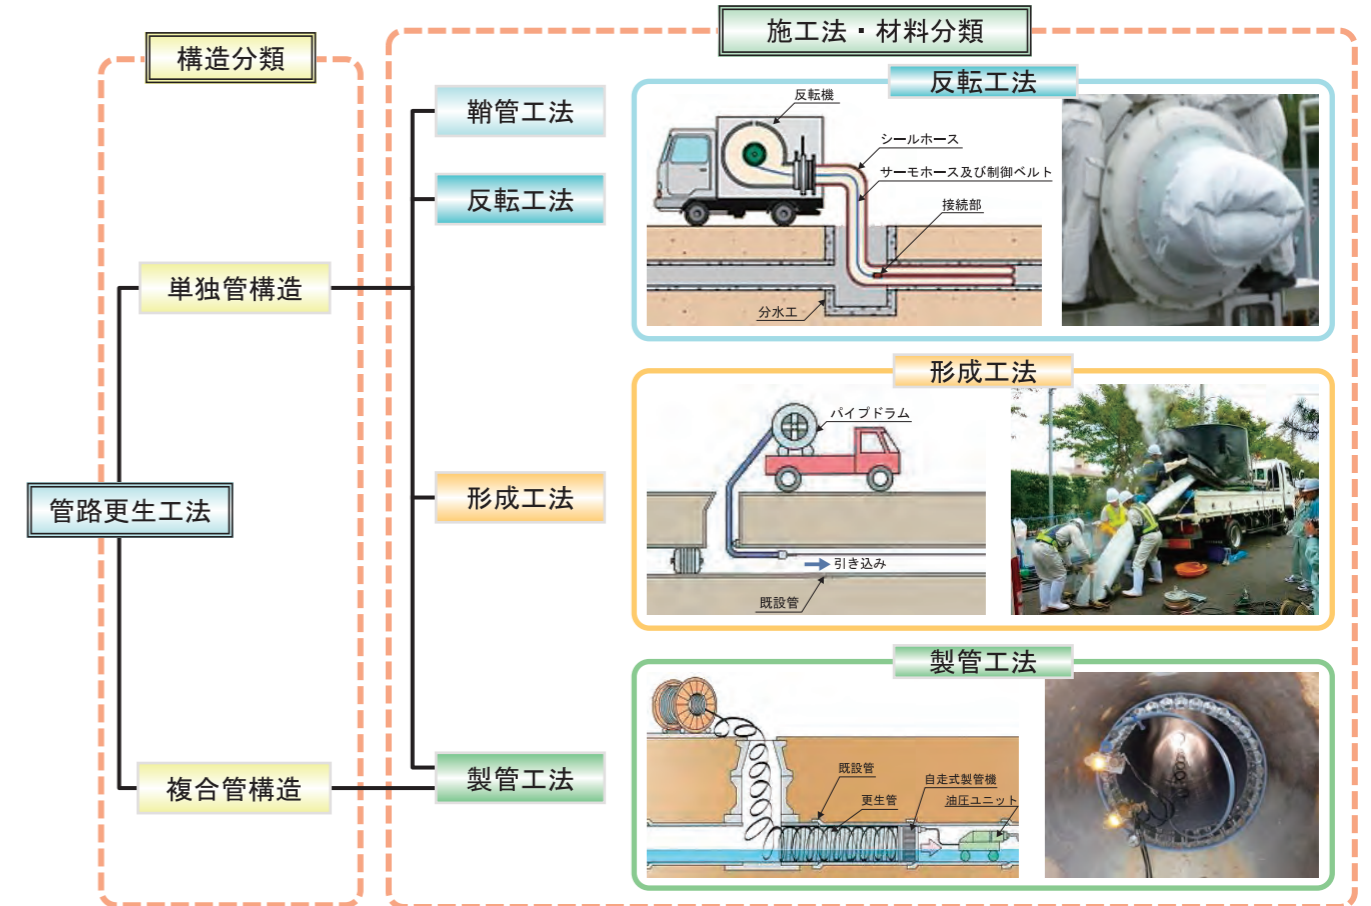 構造分類
施工法・材料分類
管路更生工法
単独管構造
複合管構造
鞘管工法
反転工法
形成工法
製管工法
反転工法
反転機
シールホース
サーモホース及び制御ベルト
接続部
分水工
形成工法
パイプドラム
引き込み
既設管
製管工法
既設管
更生管
自走式製管機
油圧ユニット